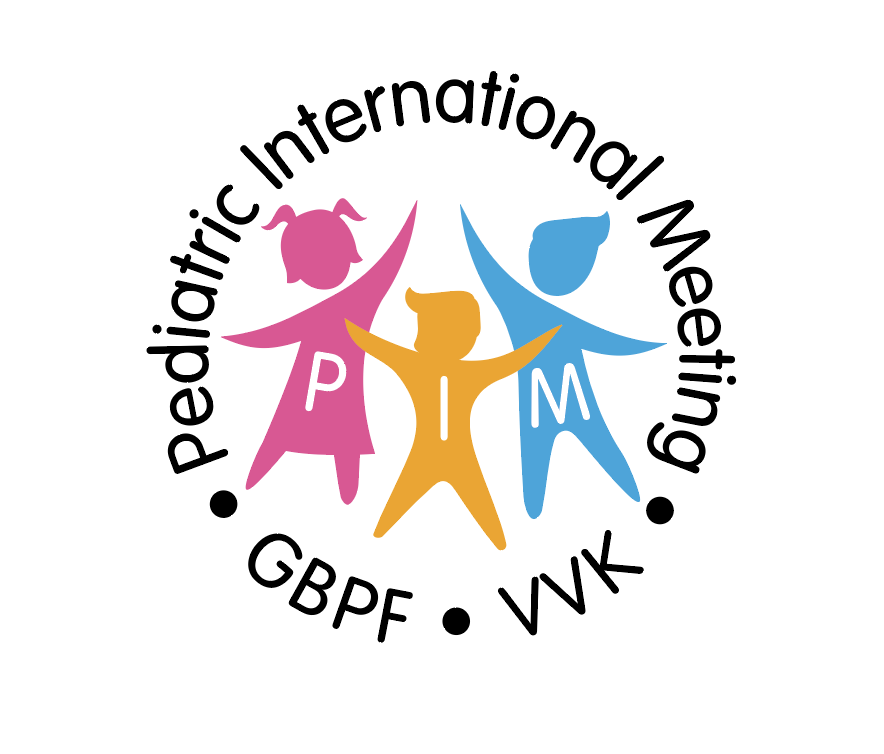 Pediatric International Meeting
P I M
• GBPF • VVK •